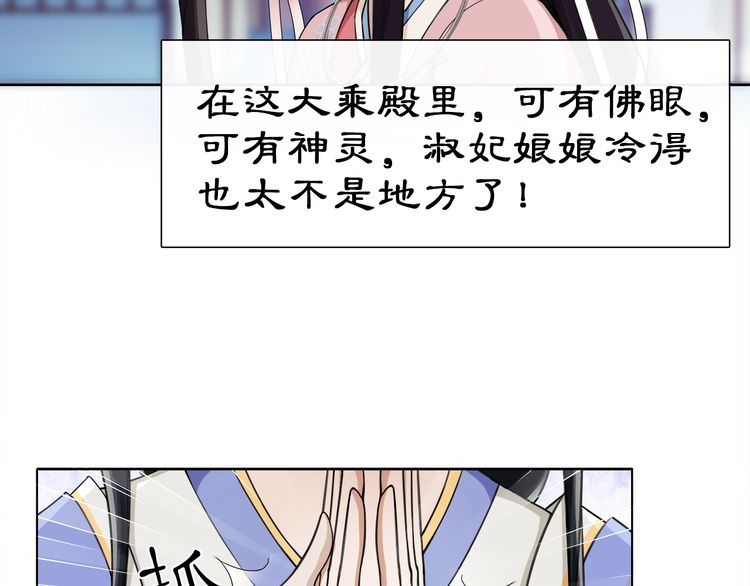 在这大乘殿里，可有佛眼，
可有神灵，淑妃娘娘冷得
也太不是地方了！
抓